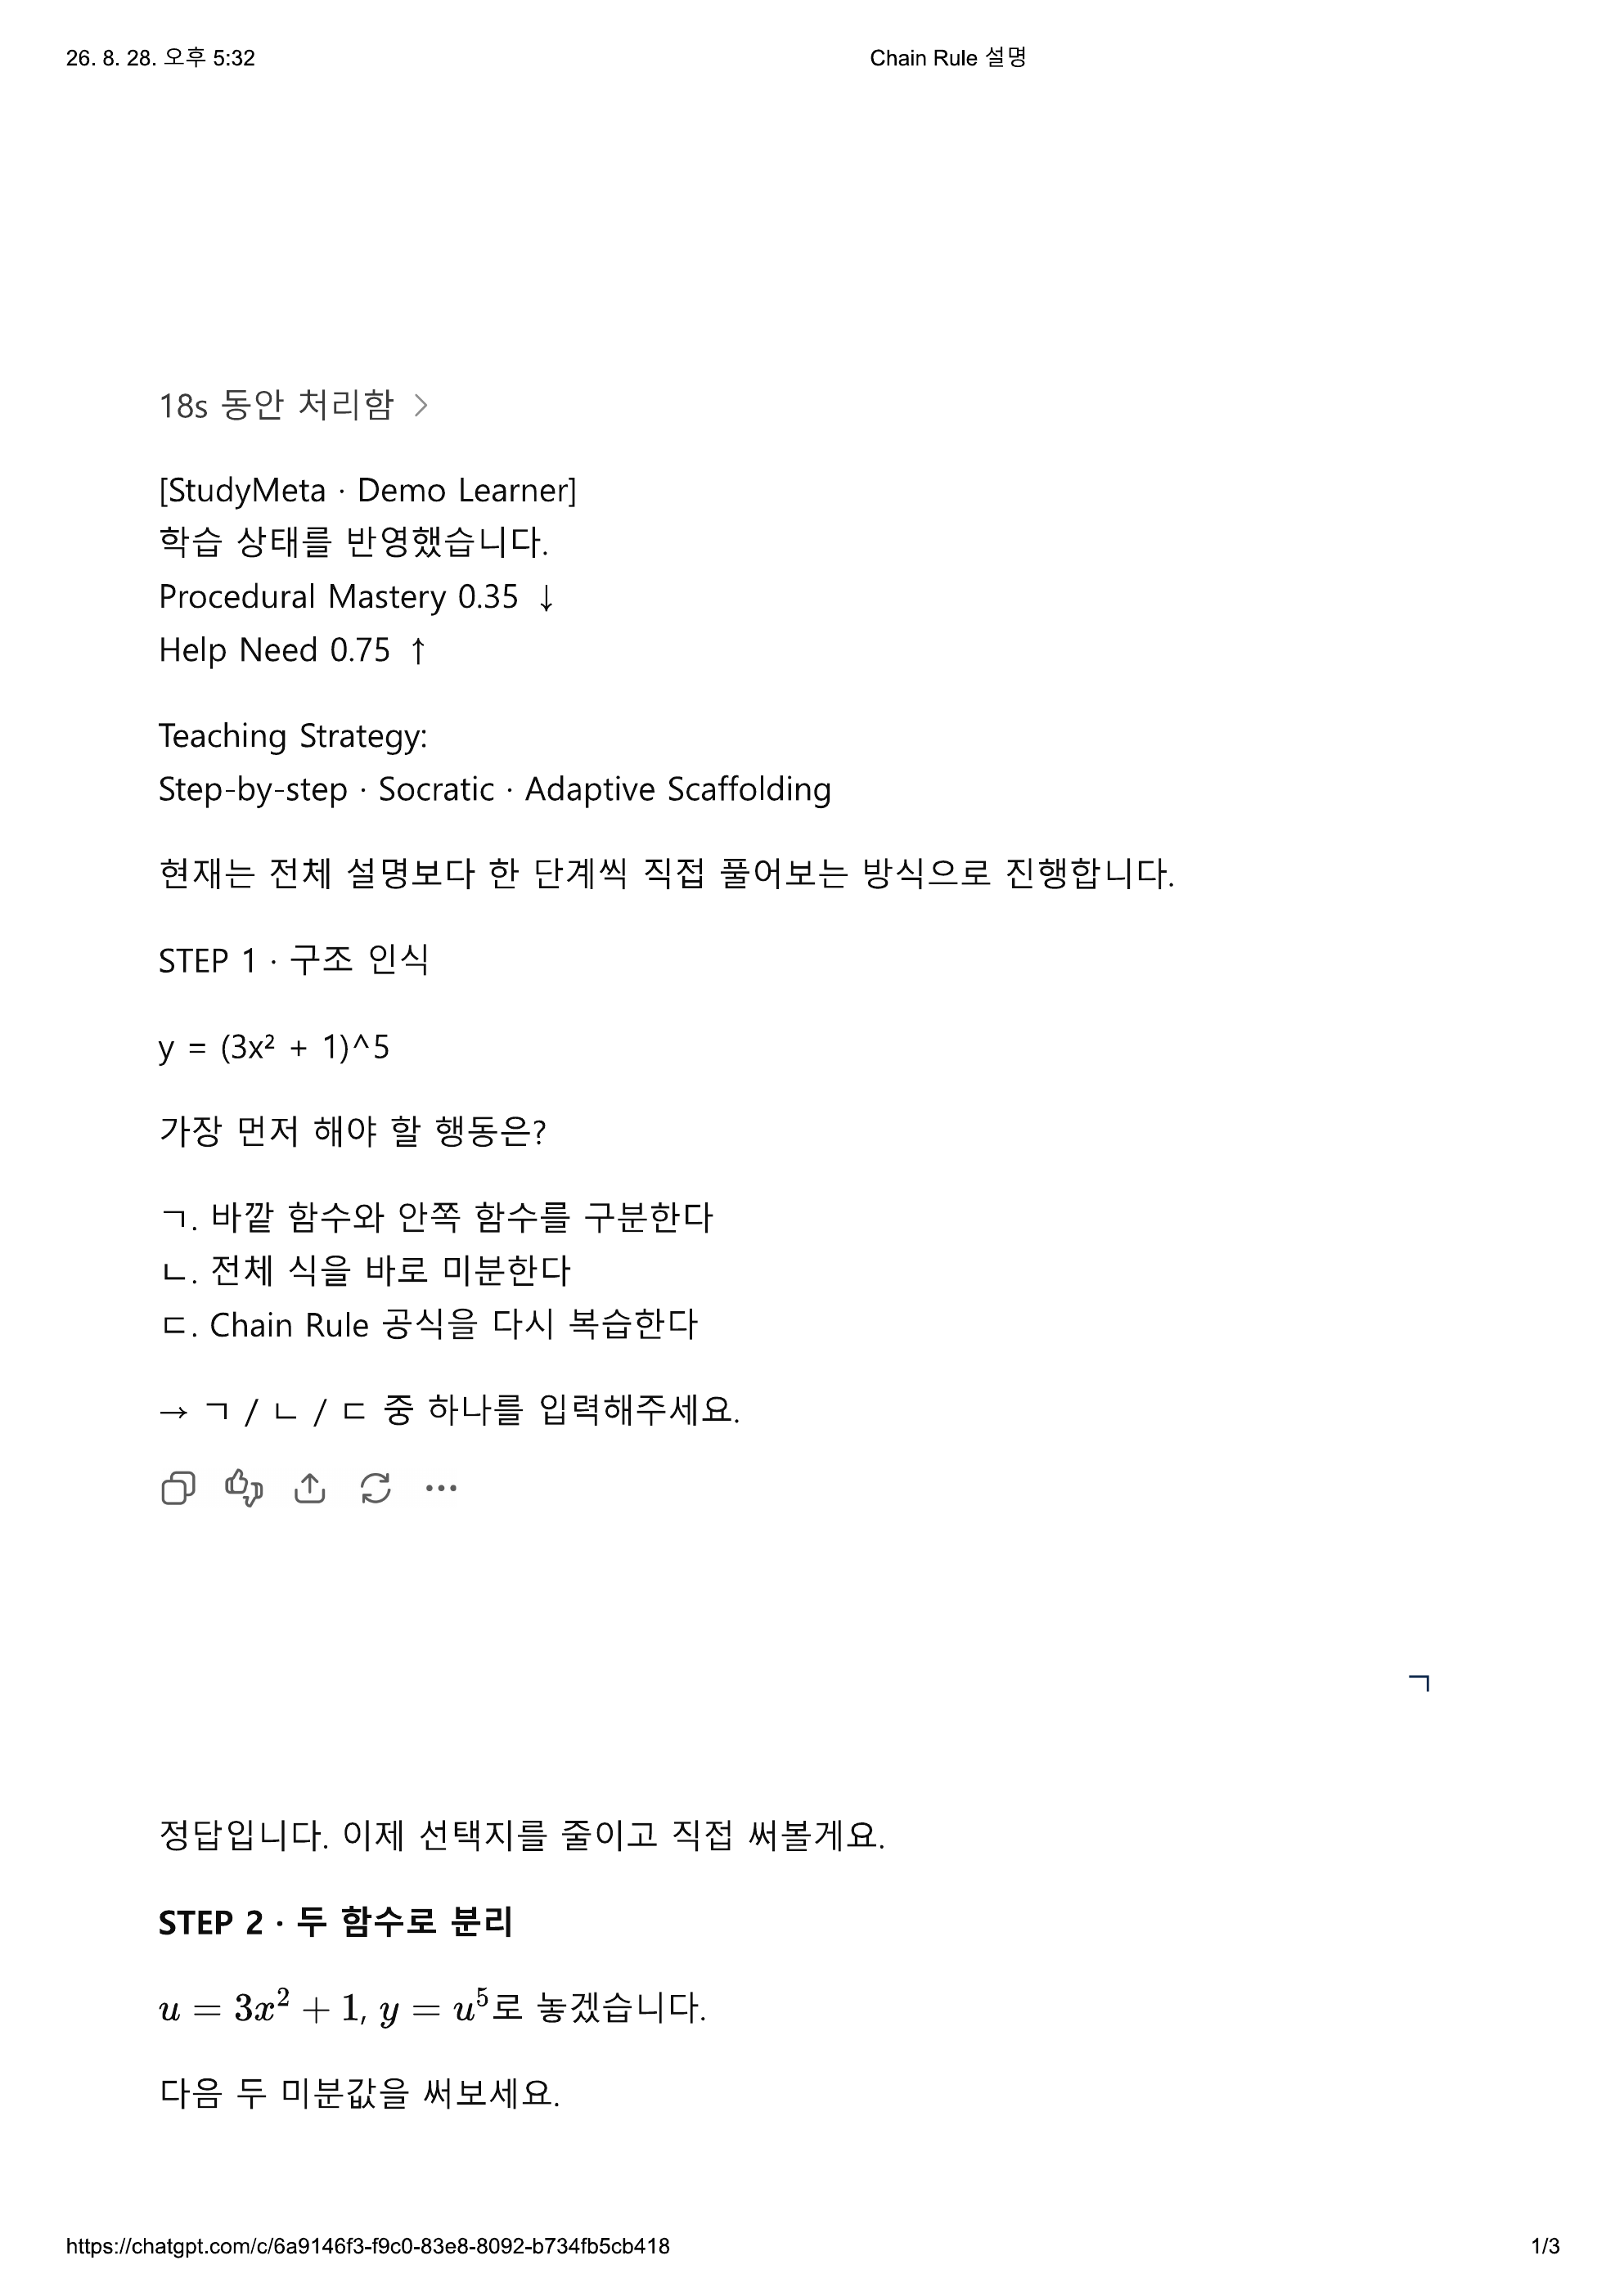 26. 8. 28. 오후 5:32
Chain Rule 설명
18s 동안 처리함 >
[StudyMeta · Demo Learner]
학습 상태를 반영했습니다.
Procedural Mastery 0.35 ↓
Help Need 0.75 ↑
Teaching Strategy:
Step-by-step · Socratic · Adaptive Scaffolding
현재는 전체 설명보다 한 단계씩 직접 풀어보는 방식으로 진행합니다.
STEP 1 · 구조 인식
y = (3x² + 1)^5
가장 먼저 해야 할 행동은?
ㄱ. 바깥 함수와 안쪽 함수를 구분한다
ㄴ. 전체 식을 바로 미분한다
ㄷ. Chain Rule 공식을 다시 복습한다
→ ㄱ / ㄴ / ㄷ 중 하나를 입력해주세요.
ㄱ
정답입니다. 이제 선택지를 줄이고 직접 써볼게요.
STEP 2 · 두 함수로 분리
u = 3x² + 1, y = u⁵로 놓겠습니다.
다음 두 미분값을 써보세요.
https://chatgpt.com/c/6a9146f3-f9c0-83e8-8092-b734fb5cb418
1/3